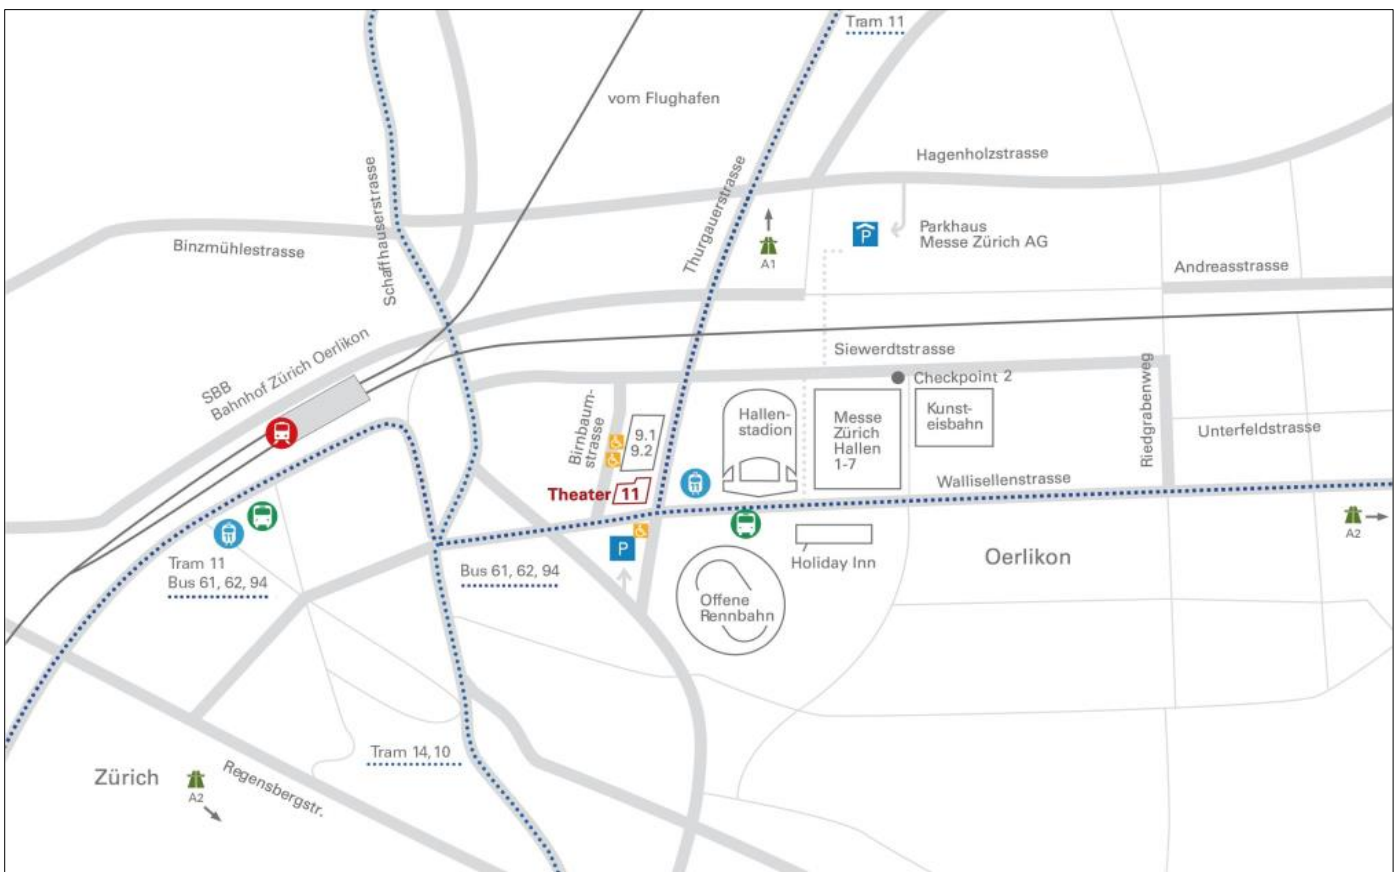 Tram 11
vom Flughafen
Hagenholzstrasse
Schaffhauserstrasse
Thurgauerstrasse
Binzmühlestrasse
P
Parkhaus
Messe Zürich AG
A1
Andreasstrasse
SBB
Bahnhof Zürich Oerlikon
Siewerdtstrasse
Checkpoint 2
Riedgrabenweg
Birnbaum-
strasse
9.1
9.2
Hallen-
stadion
Messe
Zürich
Hallen
1-7
Kunst-
eisbahn
Unterfeldstrasse
Theater 11
11
Wallisellenstrasse
11
P
A2
Tram 11
Bus 61, 62, 94
Bus 61, 62, 94
Holiday Inn
Oerlikon
Offene
Rennbahn
Tram 14, 10
Zürich
A2
Regensbergstr.